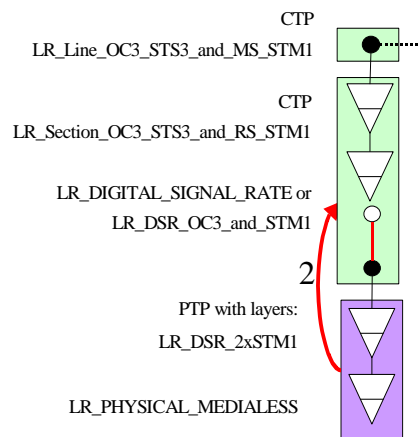 CTP
LR_Line_OC3_STS3_and_MS_STM1
CTP
LR_Section_OC3_STS3_and_RS_STM1
LR_DIGITAL_SIGNAL_RATE or
LR_DSR_OC3_and_STM1
2
PTP with layers:
LR_DSR_2xSTM1
LR_PHYSICAL_MEDIALESS